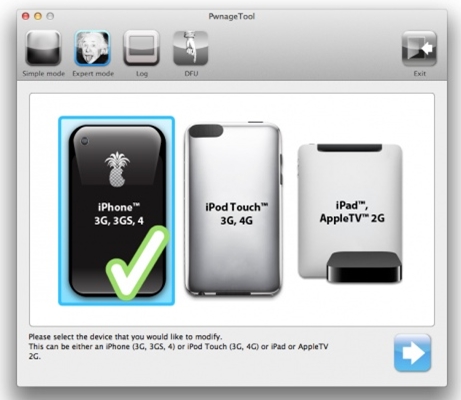 PwnageTool
Simple mode
Expert mode
Log
DFU
Exit
iPhone™
3G, 3GS, 4
iPod Touch™
3G, 4G
iPad™,
AppleTV™ 2G
Please select the device that you would like to modify.
This can be either an iPhone (3G, 3GS, 4) or iPod Touch (3G, 4G) or iPad or AppleTV
2G.